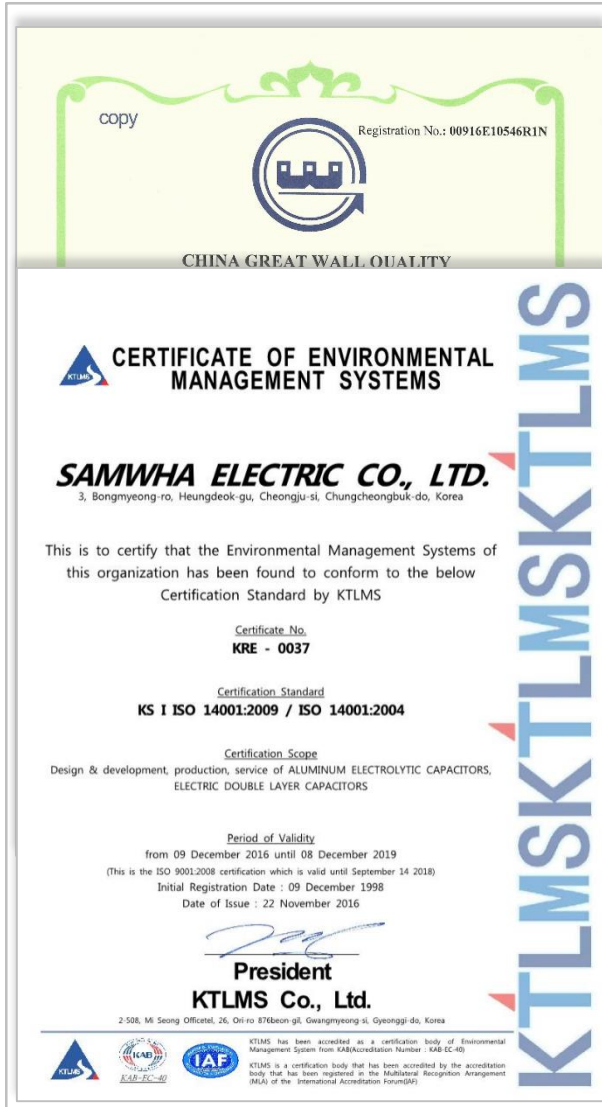 copy
Registration No.: 00916E10546R1N
CHINA GREAT WALL QUALITY
KTLMS
CERTIFICATE OF ENVIRONMENTAL
MANAGEMENT SYSTEMS
SAMWHA ELECTRIC CO., LTD.
3, Bongmyeong-ro, Heungdeok-gu, Cheongju-si, Chungcheongbuk-do, Korea
This is to certify that the Environmental Management Systems of
this organization has been found to conform to the below
Certification Standard by KTLMS
Certificate No.
KRE - 0037
Certification Standard
KS I ISO 14001:2009 / ISO 14001:2004
Certification Scope
Design & development, production, service of ALUMINUM ELECTROLYTIC CAPACITORS,
ELECTRIC DOUBLE LAYER CAPACITORS
Period of Validity
from 09 December 2016 until 08 December 2019
(This is the ISO 9001:2008 certification which is valid until September 14 2018)
Initial Registration Date : 09 December 1998
Date of Issue : 22 November 2016
President
KTLMS Co., Ltd.
2-508, Mi Seong Officetel, 26, Ori-ro 876beon-gil, Gwangmyeong-si, Gyeonggi-do, Korea
KTLMS
KAB
KAB-EC-40
IAF
KTLMS has been accredited as a certification body of Environmental
Management System from KAB(Accreditation Number : KAB-EC-40)
KTLMS is a certification body that has been accredited by the accreditation
body that has been registered in the Multilateral Recognition Arrangement
(MLA) of the International Accreditation Forum(IAF)
KTLMSKTLMSKTLMS